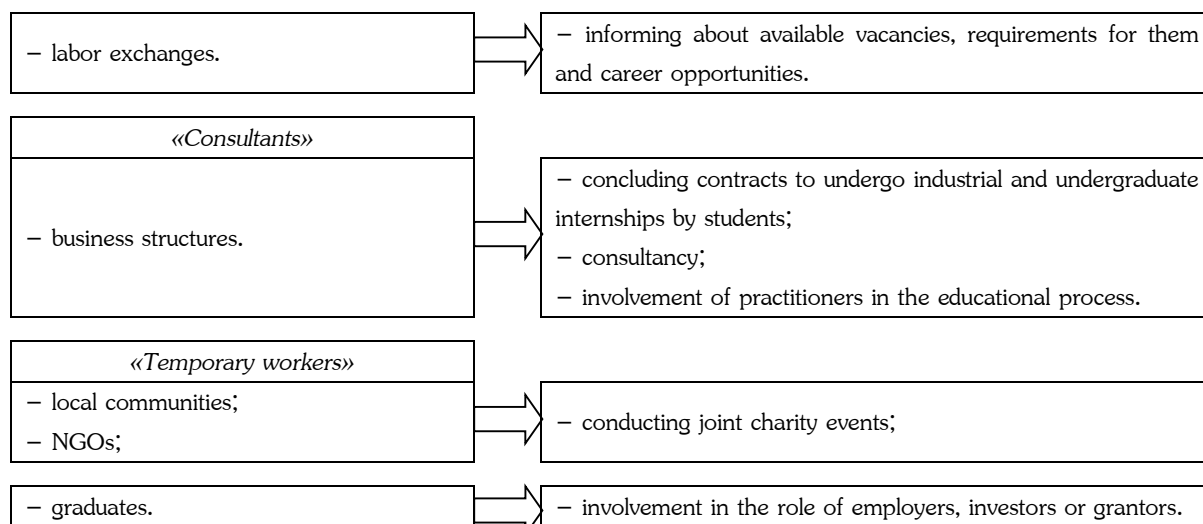 – labor exchanges.
– informing about available vacancies, requirements for them
and career opportunities.
«Consultants»
– business structures.
– concluding contracts to undergo industrial and undergraduate
internships by students;
– consultancy;
– involvement of practitioners in the educational process.
«Temporary workers»
– local communities;
– NGOs;
– conducting joint charity events;
– graduates.
– involvement in the role of employers, investors or grantors.